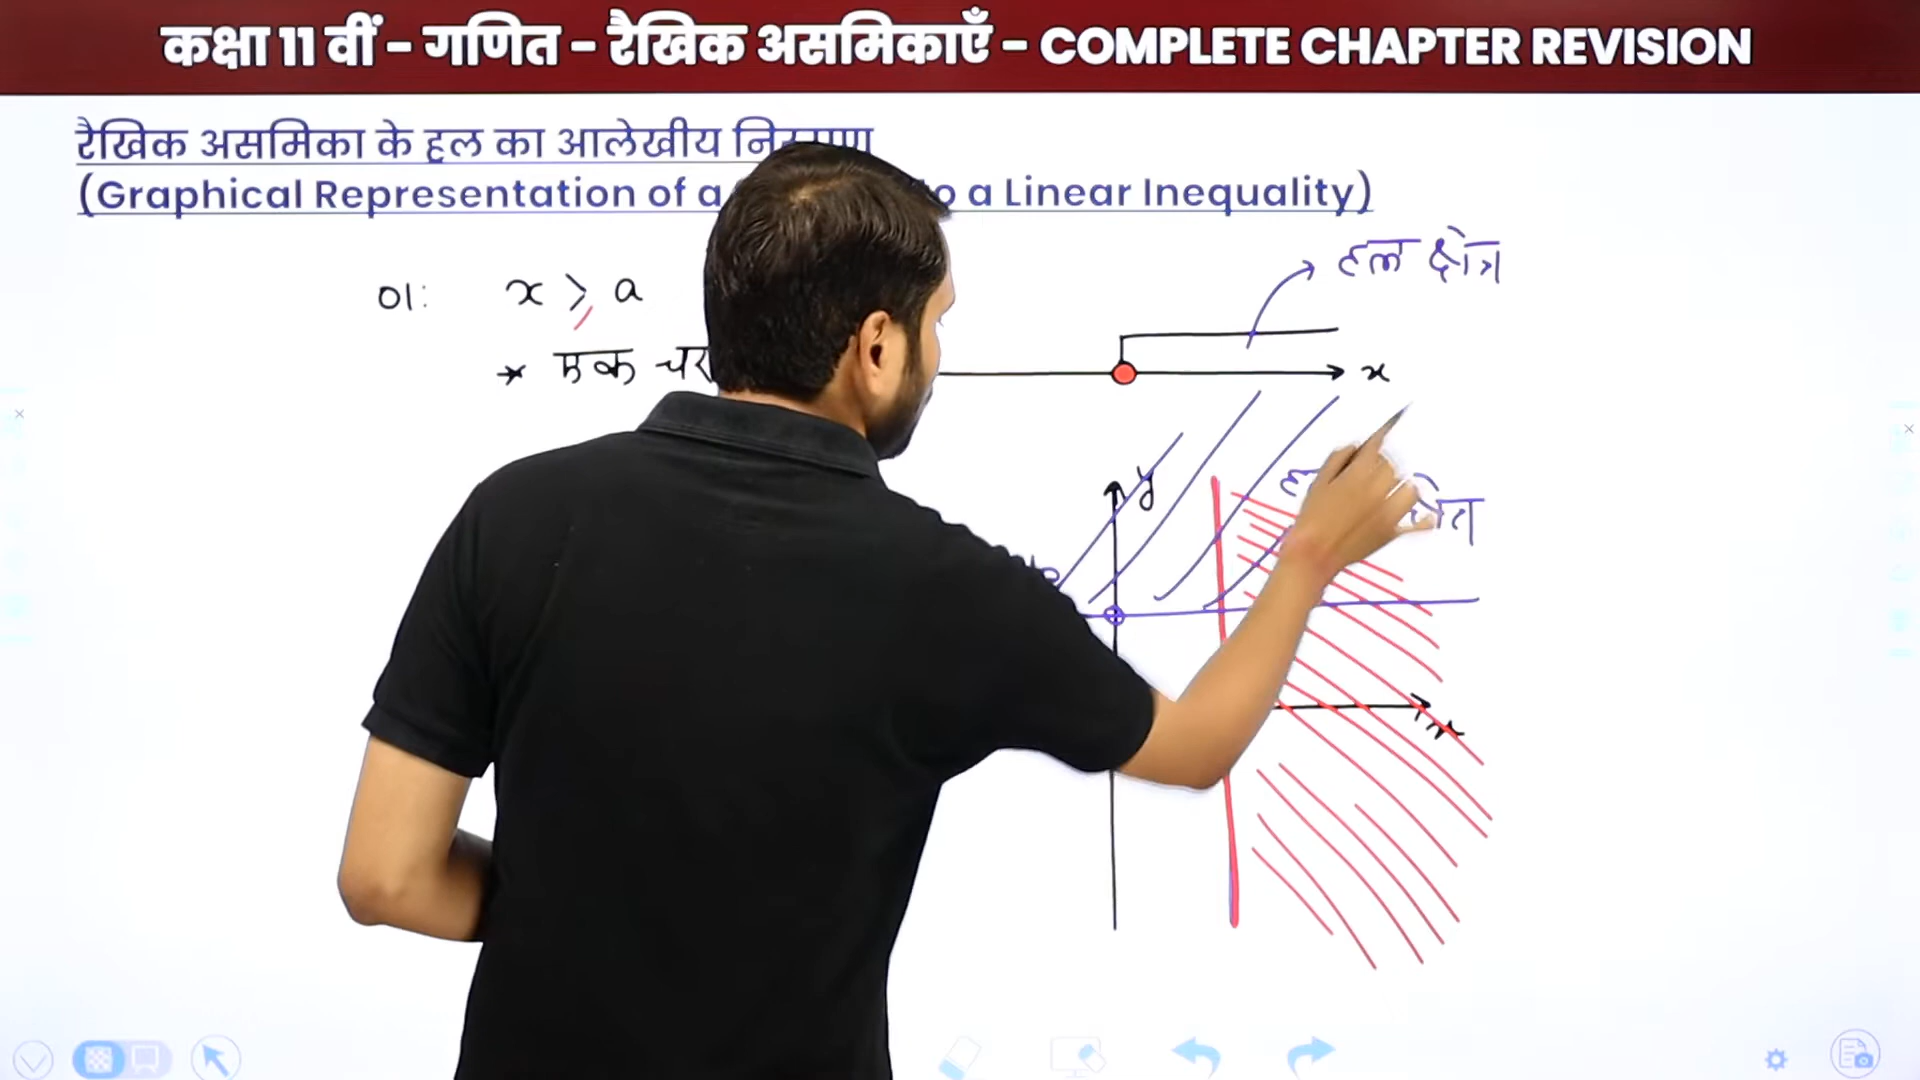 कक्षा 11 वीं - गणित - रैखिक असमिकाएँ - COMPLETE CHAPTER REVISION
रैखिक असमिका के हल का आलेखीय
(Graphical Representation of a to a Linear Inequality)
हल क्षेत्र
01: x ≥ a
* एक चर
x
y
x